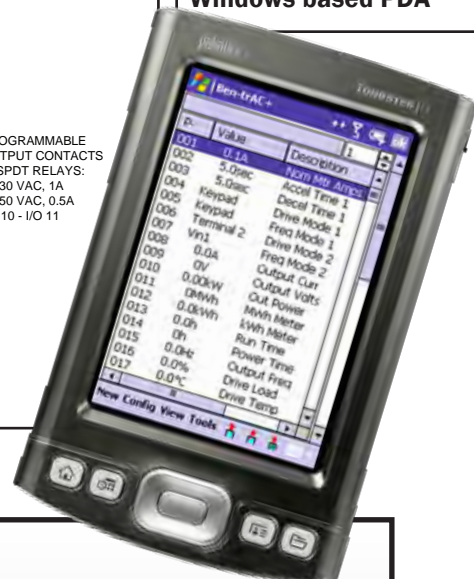 Windows based PDA
OGRAMMABLE
TPUT CONTACTS
SPDT RELAYS:
30 VAC, 1A
50 VAC, 0.5A
10 - I/O 11
TUNGSTEN
Ben-trAC+
ok
1
P. Value Description
001 0.1A Nom Mtr Amps
002 5.0sec Accel Time 1
003 5.0sec Decel Time 1
004 Keypad Drive Mode 1
005 Keypad Freq Mode 1
006 Terminal 2 Drive Mode 2
007 Vin1 Freq Mode 2
008 0.0A Output Curr
009 0V Output Volts
010 0.00kW Out Power
011 0MWh MWh Meter
012 0.0kWh kWh Meter
013 0.0h Run Time
014 0h Power Time
015 0.0Hz Output Freq
016 0.0% Drive Load
017 0.0°C Drive Temp
New Config View Tools